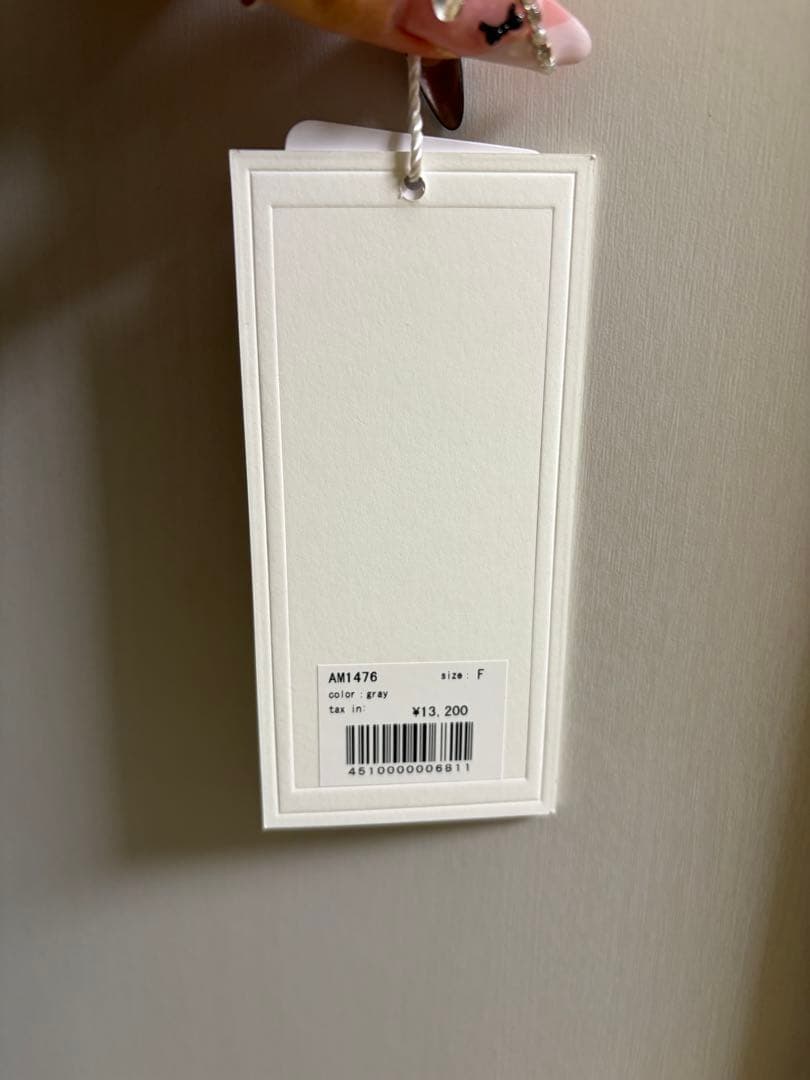 AM1476 size: F
color:gray
tax in: ¥13,200
4510000006811